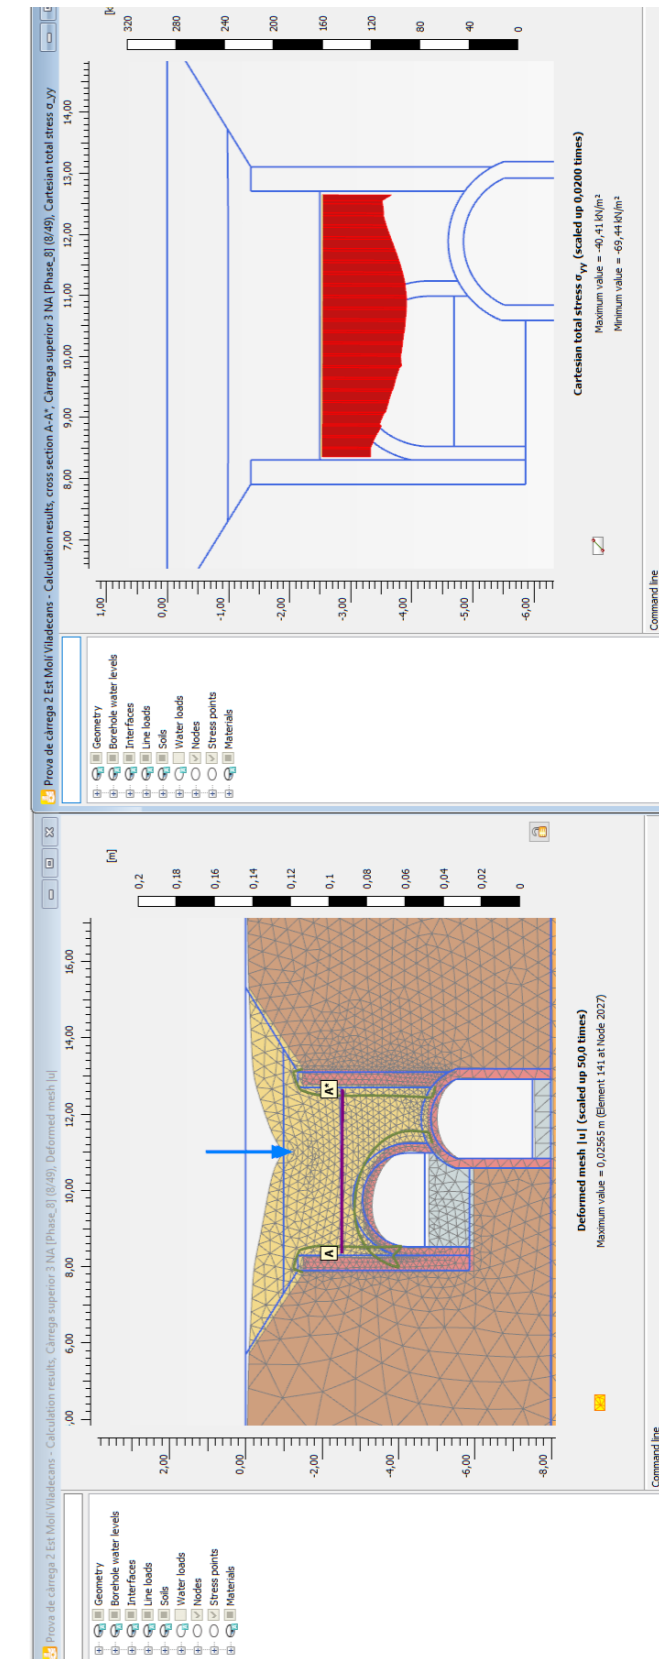 Prova de càrrega 2 Est Molí Viladecans - Calculation results, Càrrega superior 3 NA [Phase_8] (8/49), Deformed mesh |u|
Geometry
Borehole water levels
Interfaces
Line loads
Soils
Water loads
Nodes
Stress points
Materials
,00
6,00
8,00
10,00
12,00
14,00
16,00
2,00
0,00
-2,00
-4,00
-6,00
-8,00
A
A*
[m]
0,2
0,18
0,16
0,14
0,12
0,1
0,08
0,06
0,04
0,02
0
Deformed mesh |u| (scaled up 50,0 times)
Maximum value = 0,02565 m (Element 141 at Node 2027)
Command line
Prova de càrrega 2 Est Molí Viladecans - Calculation results, cross section A-A*, Càrrega superior 3 NA [Phase_8] (8/49), Cartesian total stress σ_yy
Geometry
Borehole water levels
Interfaces
Line loads
Soils
Water loads
Nodes
Stress points
Materials
7,00
8,00
9,00
10,00
11,00
12,00
13,00
14,00
1,00
0,00
-1,00
-2,00
-3,00
-4,00
-5,00
-6,00
[k
320
280
240
200
160
120
80
40
0
Cartesian total stress σyy (scaled up 0,0200 times)
Maximum value = -40,41 kN/m²
Minimum value = -69,44 kN/m²
Command line